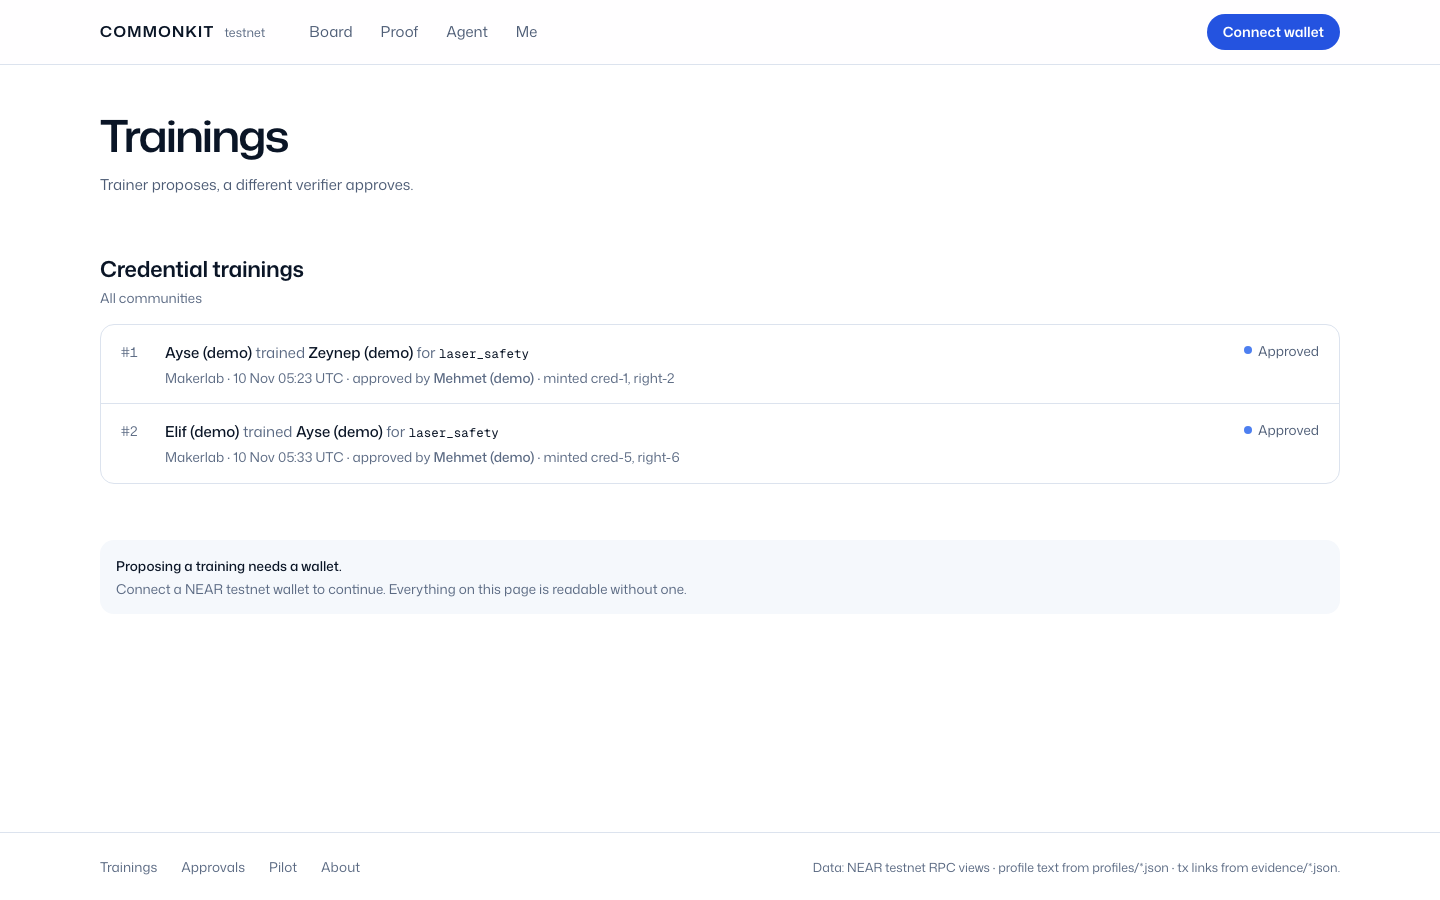 COMMONKIT testnet Board Proof Agent Me Connect wallet
Trainings
Trainer proposes, a different verifier approves.
Credential trainings
All communities
#1 Ayse (demo) trained Zeynep (demo) for laser_safety Approved
Makerlab · 10 Nov 05:23 UTC · approved by Mehmet (demo) · minted cred-1, right-2
#2 Elif (demo) trained Ayse (demo) for laser_safety Approved
Makerlab · 10 Nov 05:33 UTC · approved by Mehmet (demo) · minted cred-5, right-6
Proposing a training needs a wallet.
Connect a NEAR testnet wallet to continue. Everything on this page is readable without one.
Trainings Approvals Pilot About Data: NEAR testnet RPC views · profile text from profiles/*.json · tx links from evidence/*.json.